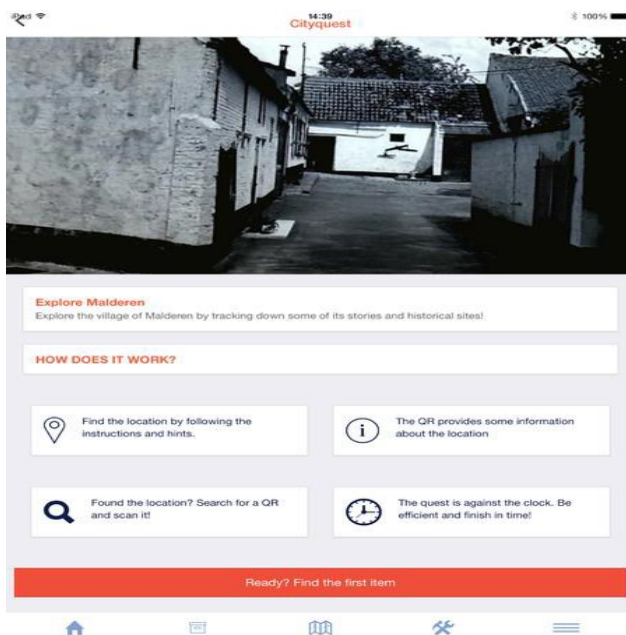 iPad 14:39 100%
Cityquest
Explore Malderen
Explore the village of Malderen by tracking down some of its stories and historical sites!
HOW DOES IT WORK?
Find the location by following the
instructions and hints.
The QR provides some information
about the location
Found the location? Search for a QR
and scan it!
The quest is against the clock. Be
efficient and finish in time!
Ready? Find the first item